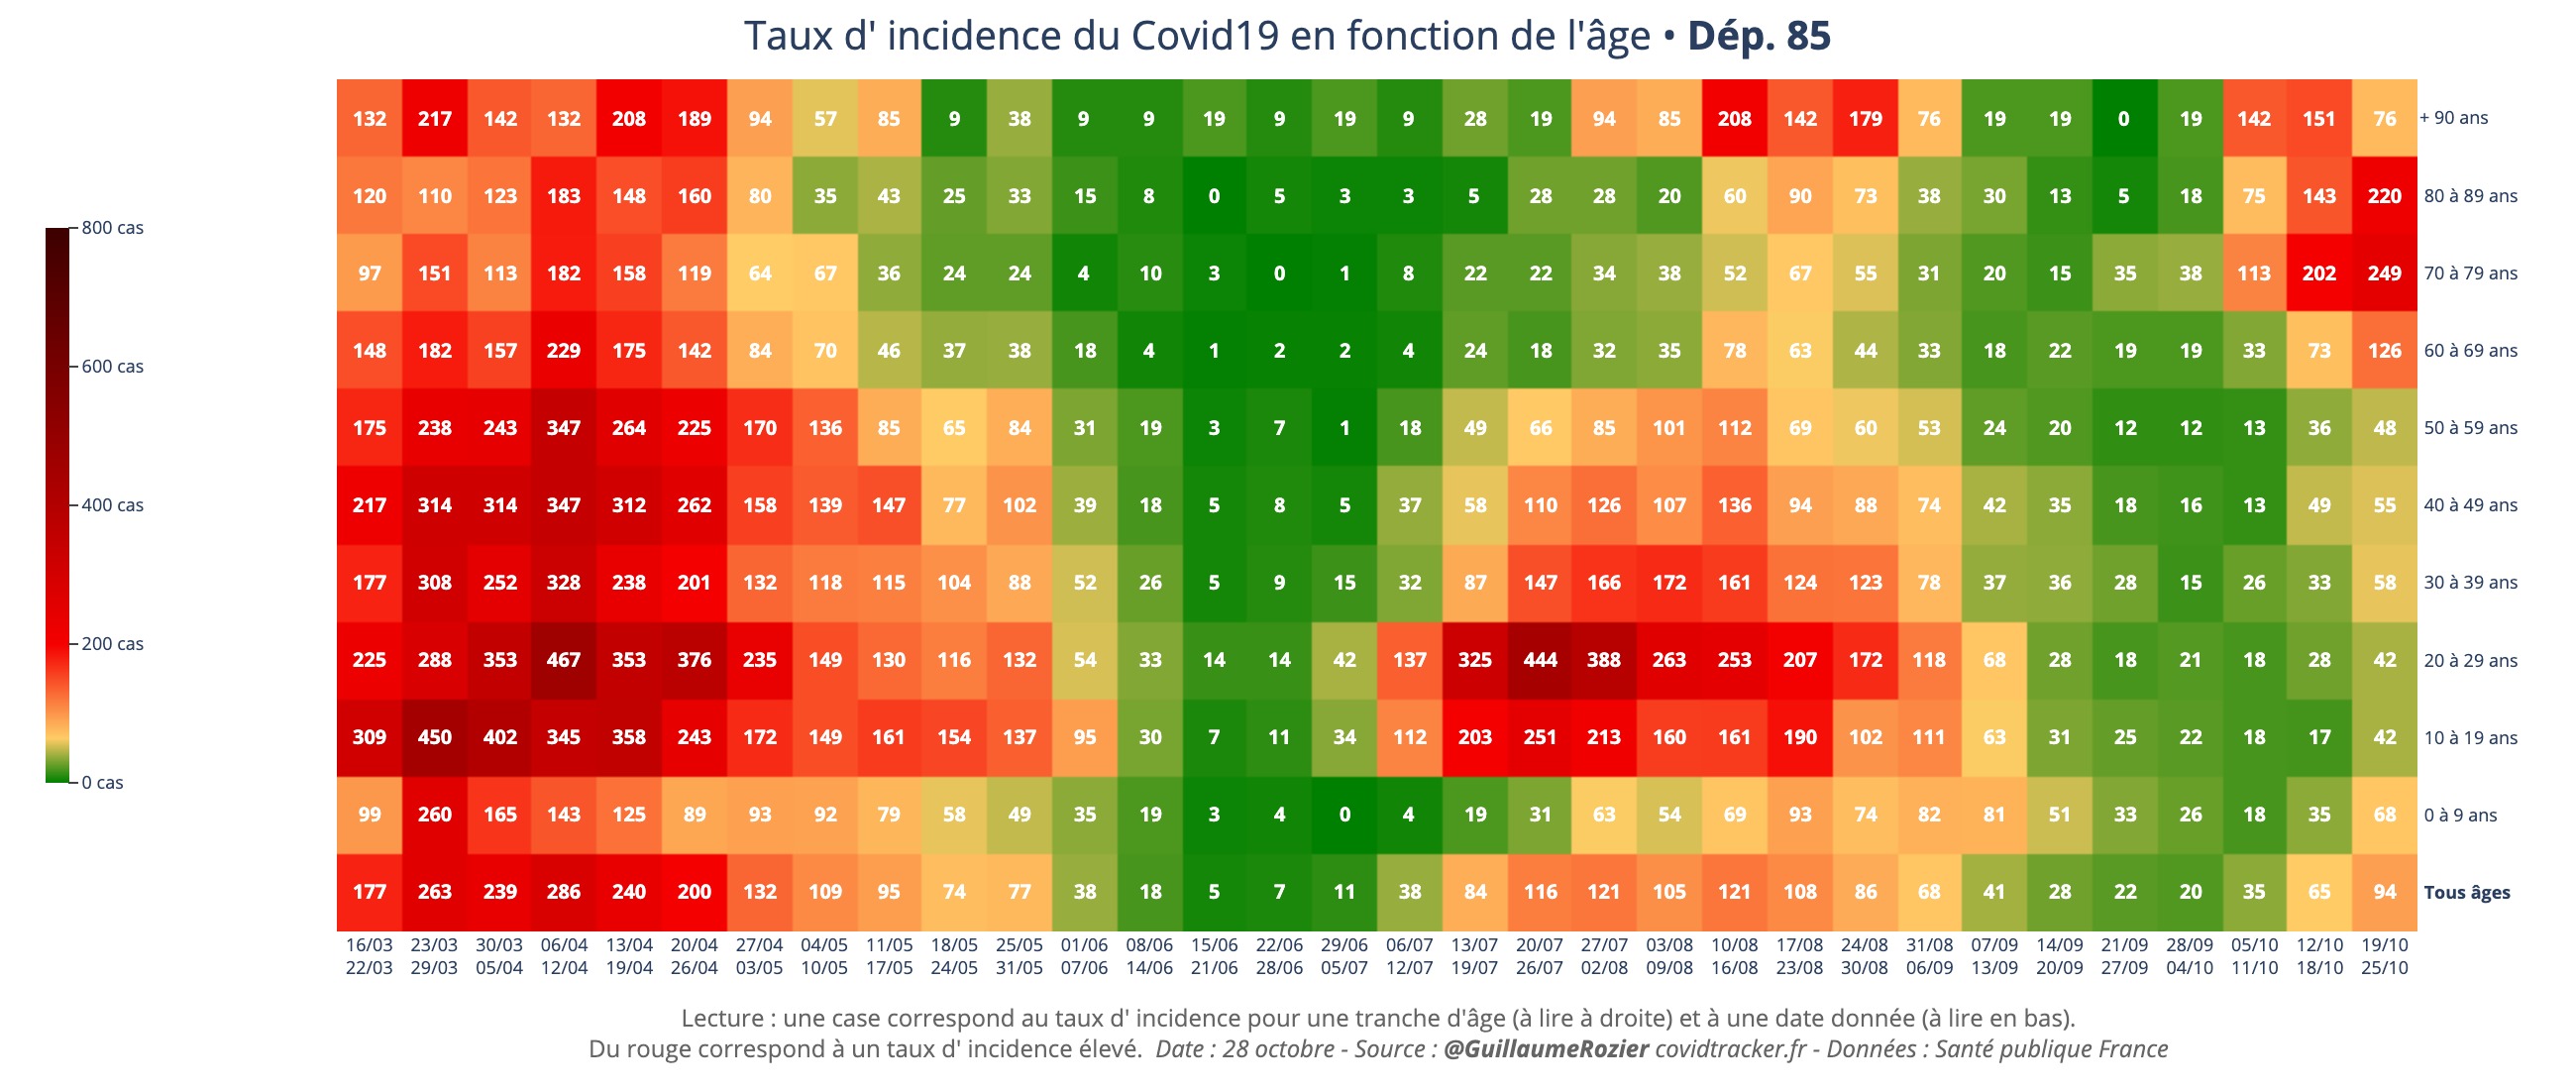 Taux d' incidence du Covid19 en fonction de l'âge • Dép. 85
132 217 142 132 208 189 94 57 85 9 38 9 9 19 9 19 9 28 19 94 85 208 142 179 76 19 19 0 19 142 151 76 + 90 ans
120 110 123 183 148 160 80 35 43 25 33 15 8 0 5 3 3 5 28 28 20 60 90 73 38 30 13 5 18 75 143 220 80 à 89 ans
800 cas
97 151 113 182 158 119 64 67 36 24 24 4 10 3 0 1 8 22 22 34 38 52 67 55 31 20 15 35 38 113 202 249 70 à 79 ans
148 182 157 229 175 142 84 70 46 37 38 18 4 1 2 2 4 24 18 32 35 78 63 44 33 18 22 19 19 33 73 126 60 à 69 ans
600 cas
175 238 243 347 264 225 170 136 85 65 84 31 19 3 7 1 18 49 66 85 101 112 69 60 53 24 20 12 12 13 36 48 50 à 59 ans
400 cas
217 314 314 347 312 262 158 139 147 77 102 39 18 5 8 5 37 58 110 126 107 136 94 88 74 42 35 18 16 13 49 55 40 à 49 ans
177 308 252 328 238 201 132 118 115 104 88 52 26 5 9 15 32 87 147 166 172 161 124 123 78 37 36 28 15 26 33 58 30 à 39 ans
200 cas
225 288 353 467 353 376 235 149 130 116 132 54 33 14 14 42 137 325 444 388 263 253 207 172 118 68 28 18 21 18 28 42 20 à 29 ans
309 450 402 345 358 243 172 149 161 154 137 95 30 7 11 34 112 203 251 213 160 161 190 102 111 63 31 25 22 18 17 42 10 à 19 ans
0 cas
99 260 165 143 125 89 93 92 79 58 49 35 19 3 4 0 4 19 31 63 54 69 93 74 82 81 51 33 26 18 35 68 0 à 9 ans
177 263 239 286 240 200 132 109 95 74 77 38 18 5 7 11 38 84 116 121 105 121 108 86 68 41 28 22 20 35 65 94 Tous âges
16/03 23/03 30/03 06/04 13/04 20/04 27/04 04/05 11/05 18/05 25/05 01/06 08/06 15/06 22/06 29/06 06/07 13/07 20/07 27/07 03/08 10/08 17/08 24/08 31/08 07/09 14/09 21/09 28/09 05/10 12/10 19/10
22/03 29/03 05/04 12/04 19/04 26/04 03/05 10/05 17/05 24/05 31/05 07/06 14/06 21/06 28/06 05/07 12/07 19/07 26/07 02/08 09/08 16/08 23/08 30/08 06/09 13/09 20/09 27/09 04/10 11/10 18/10 25/10
Lecture : une case correspond au taux d' incidence pour une tranche d'âge (à lire à droite) et à une date donnée (à lire en bas).
Du rouge correspond à un taux d' incidence élevé. Date : 28 octobre - Source : @GuillaumeRozier covidtracker.fr - Données : Santé publique France